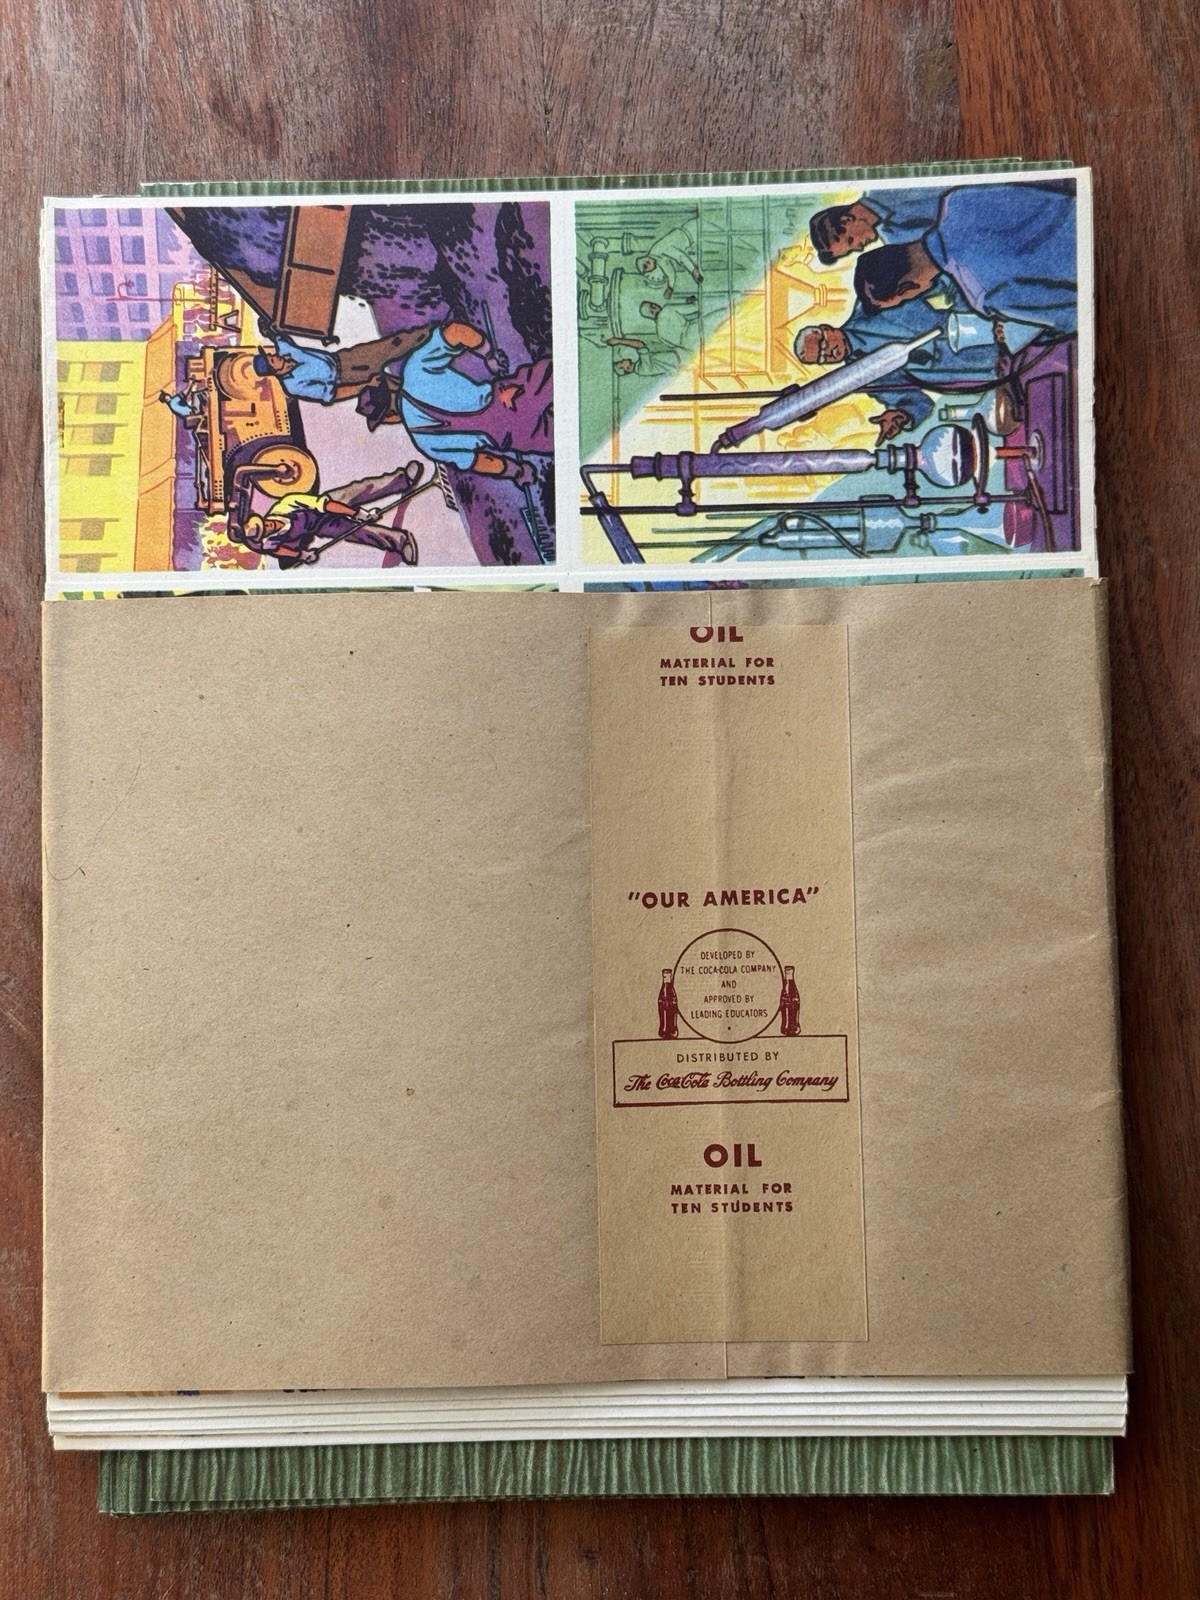 OIL
MATERIAL FOR
TEN STUDENTS
"OUR AMERICA"
DEVELOPED BY
THE COCA-COLA COMPANY
AND
APPROVED BY
LEADING EDUCATORS
DISTRIBUTED BY
The Coca-Cola Bottling Company
OIL
MATERIAL FOR
TEN STUDENTS